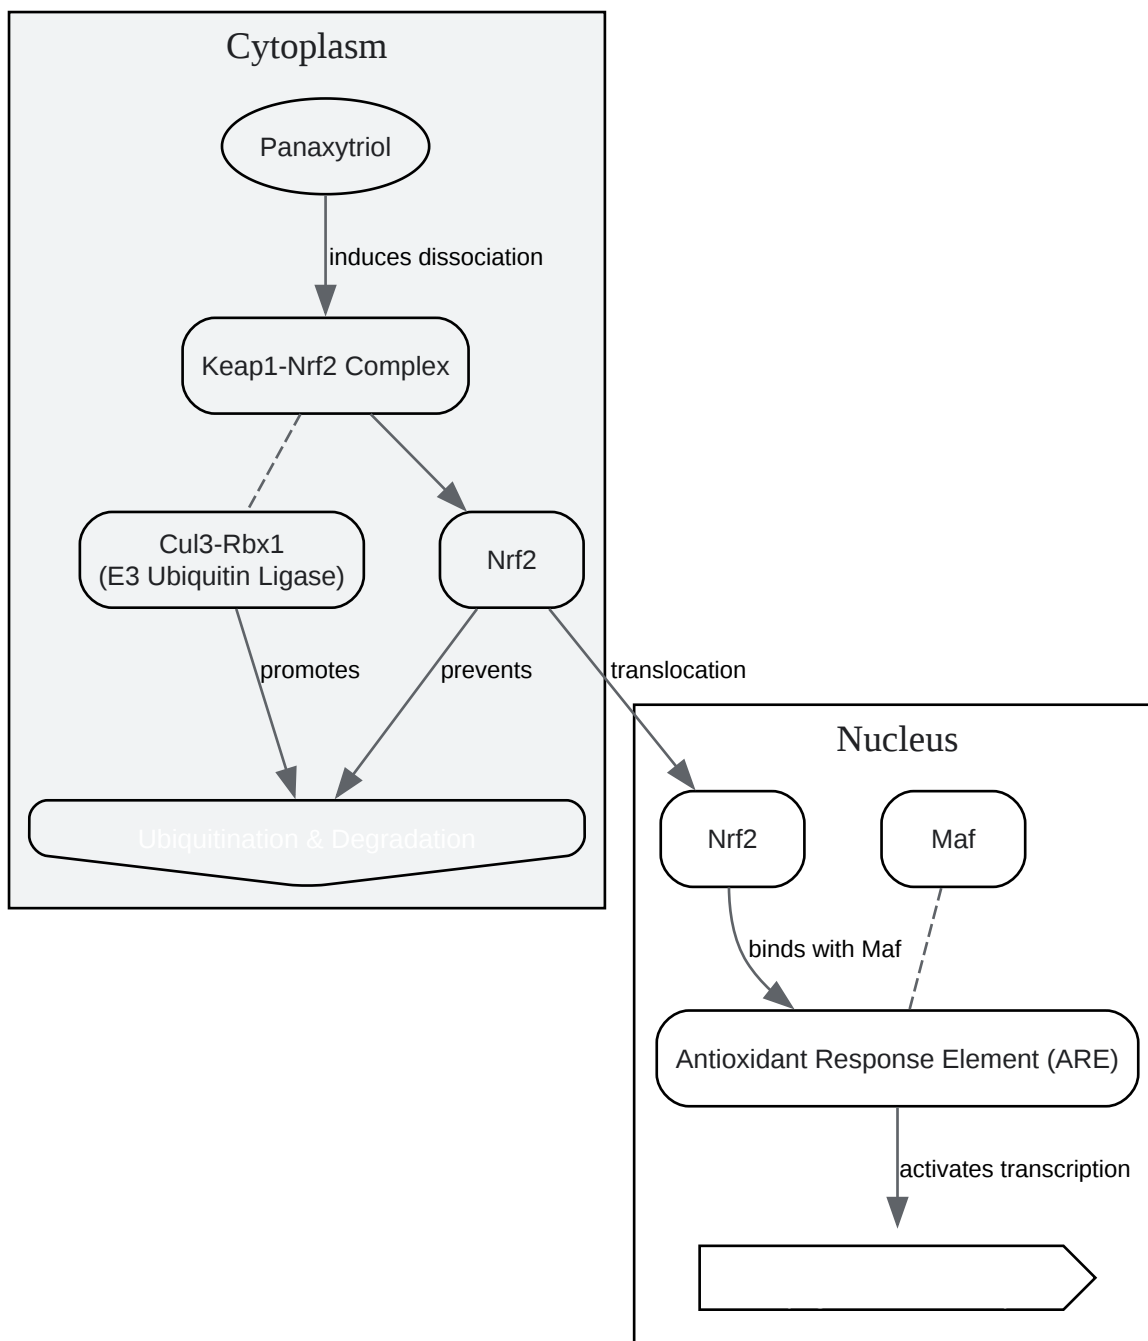 Cytoplasm
Panaxytriol
induces dissociation
Keap1-Nrf2 Complex
Cul3-Rbx1
(E3 Ubiquitin Ligase)
Nrf2
promotes
prevents
translocation
Ubiquitination & Degradation
Nucleus
Nrf2
Maf
binds with Maf
Antioxidant Response Element (ARE)
activates transcription